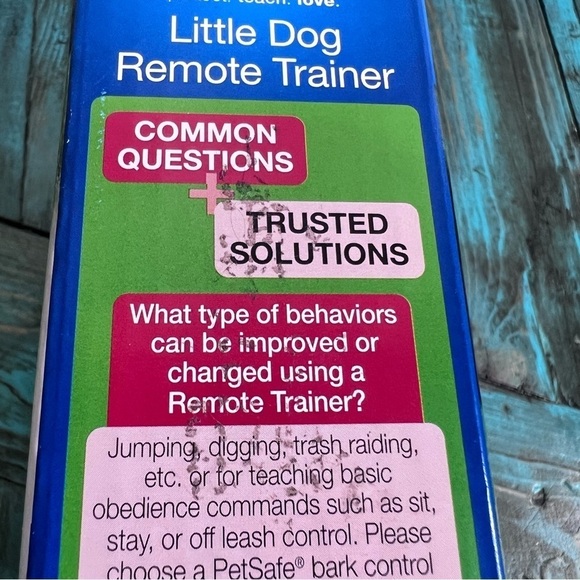 teach. love.
Little Dog
Remote Trainer
COMMON
QUESTIONS
+
TRUSTED
SOLUTIONS
What type of behaviors
can be improved or
changed using a
Remote Trainer?
Jumping, digging, trash raiding,
etc. or for teaching basic
obedience commands such as sit,
stay, or off leash control. Please
choose a PetSafe® bark control